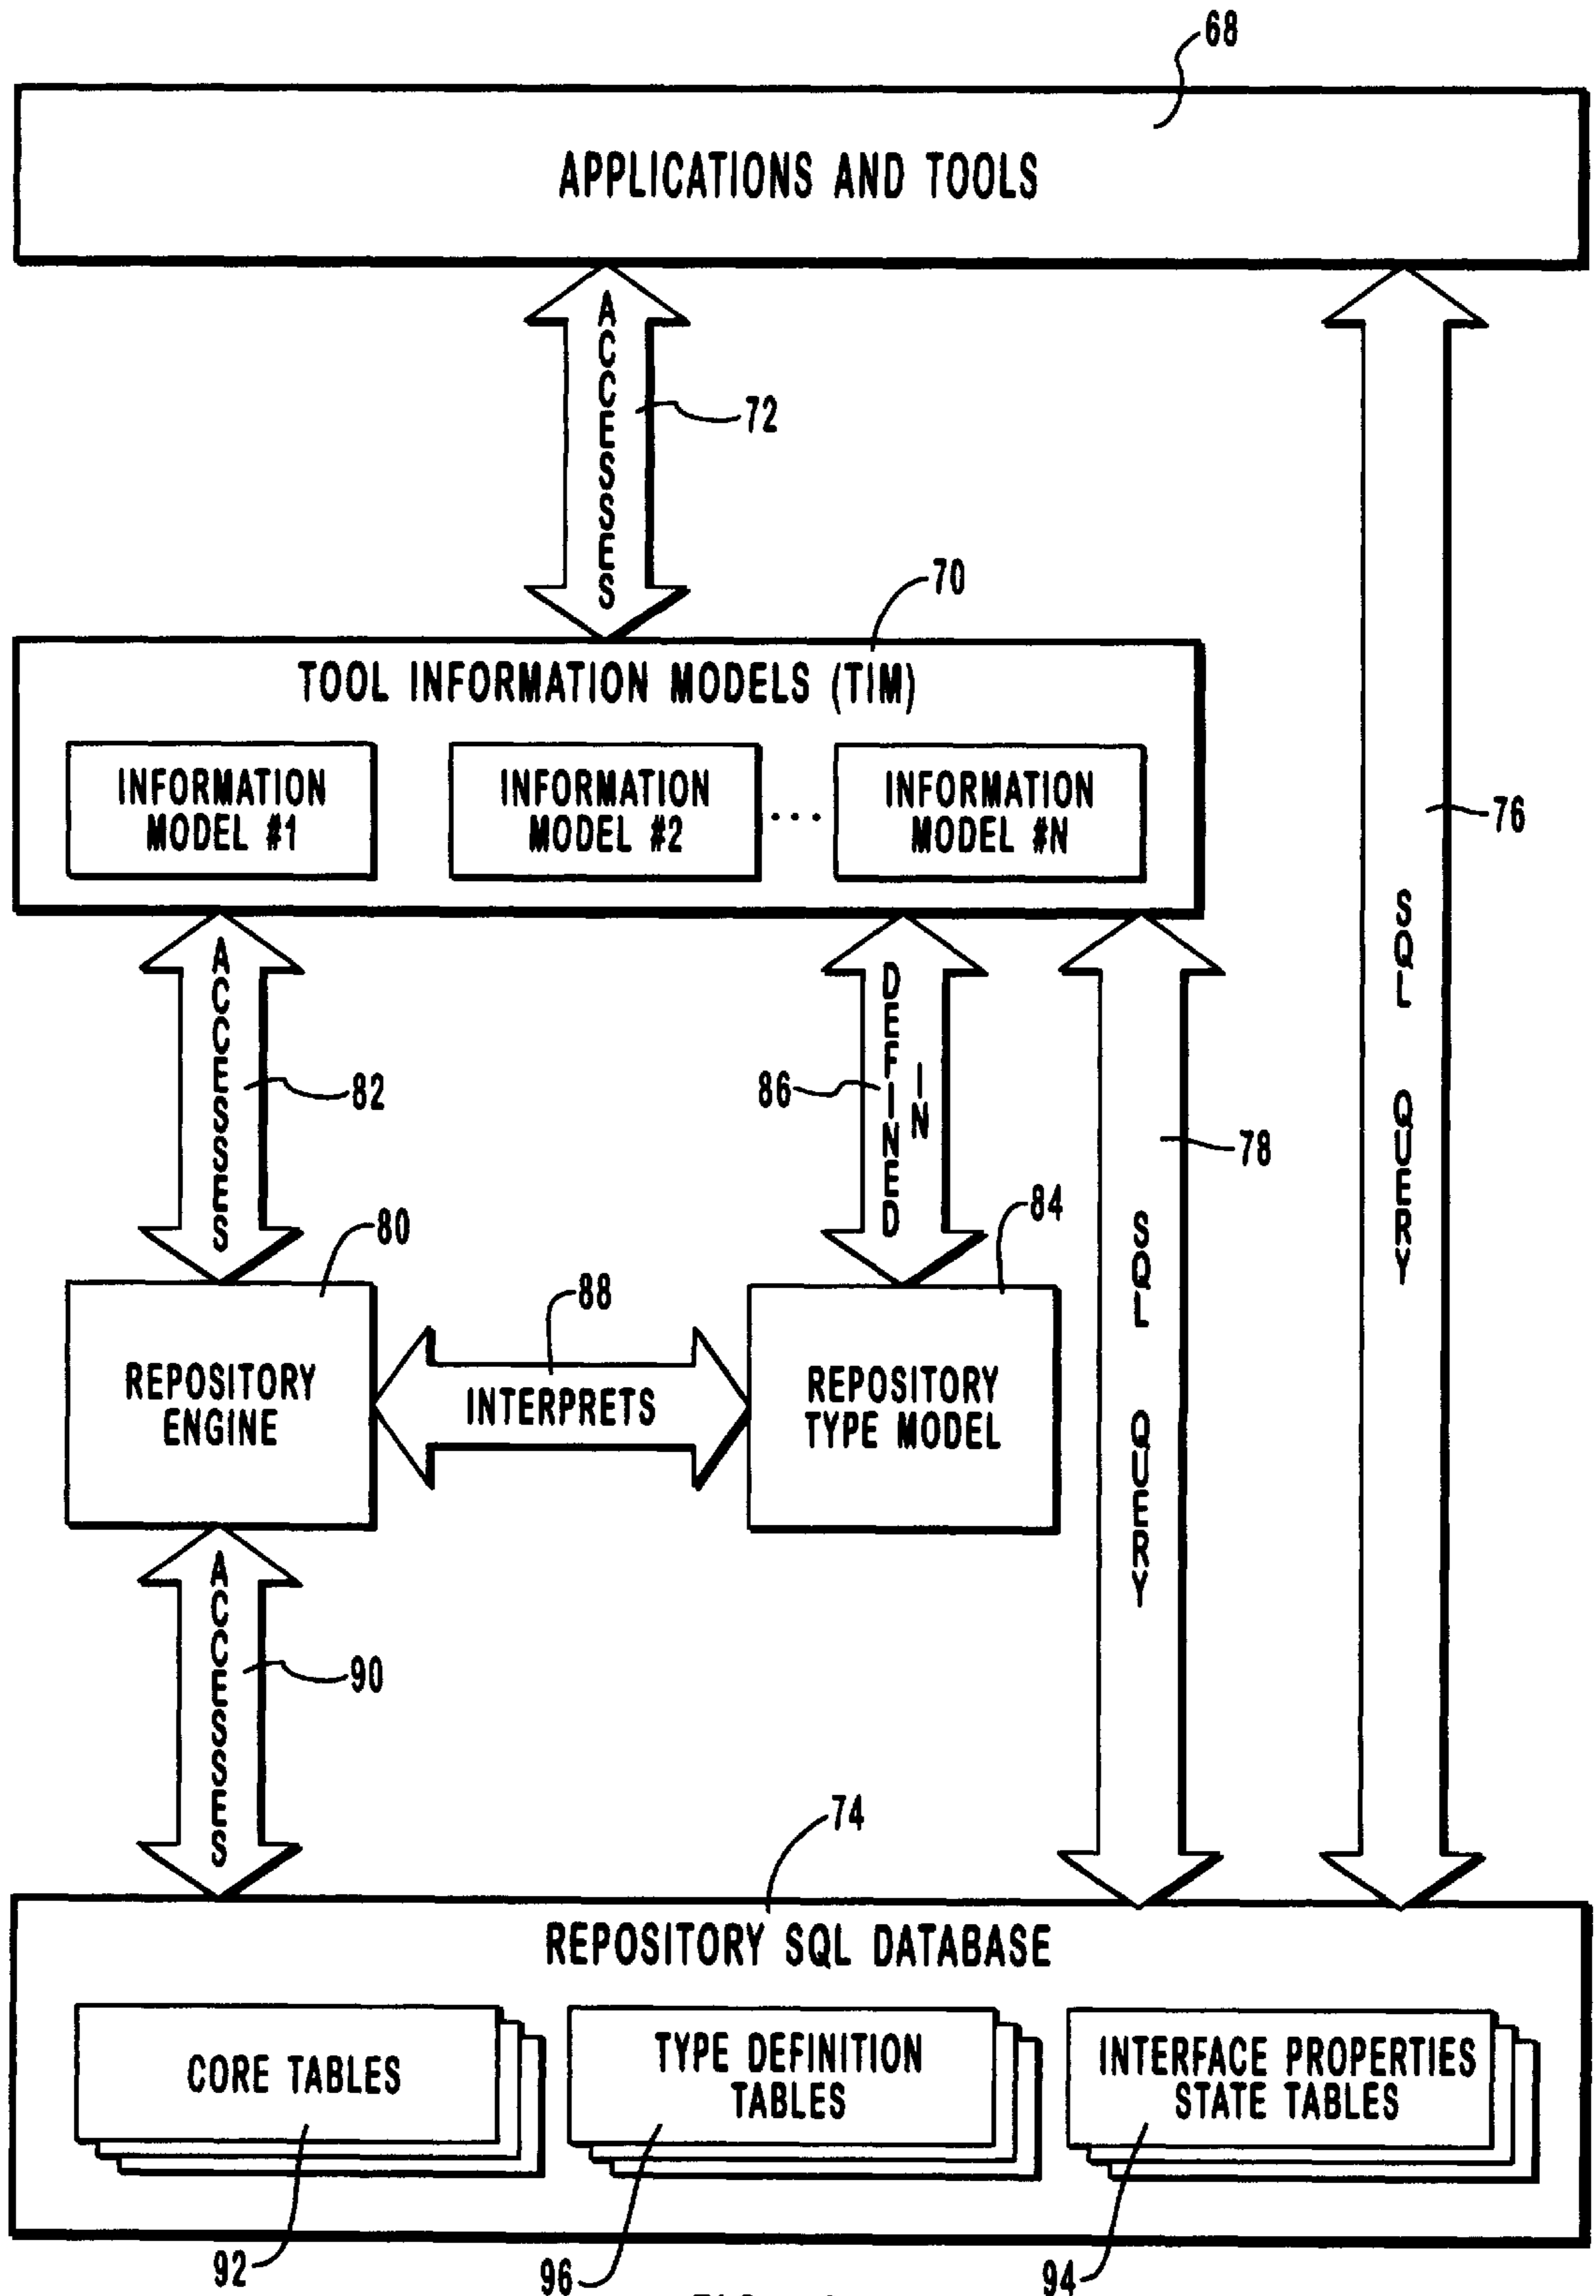 68
APPLICATIONS AND TOOLS
ACCESSES
72
70
TOOL INFORMATION MODELS (TIM)
INFORMATION
MODEL #1
INFORMATION
MODEL #2
...
INFORMATION
MODEL #N
76
SQL QUERY
ACCESSES
82
DEFINED
IN
86
78
SQL QUERY
80
REPOSITORY
ENGINE
88
INTERPRETS
84
REPOSITORY
TYPE MODEL
ACCESSES
90
74
REPOSITORY SQL DATABASE
CORE TABLES
TYPE DEFINITION
TABLES
INTERFACE PROPERTIES
STATE TABLES
92
96
94